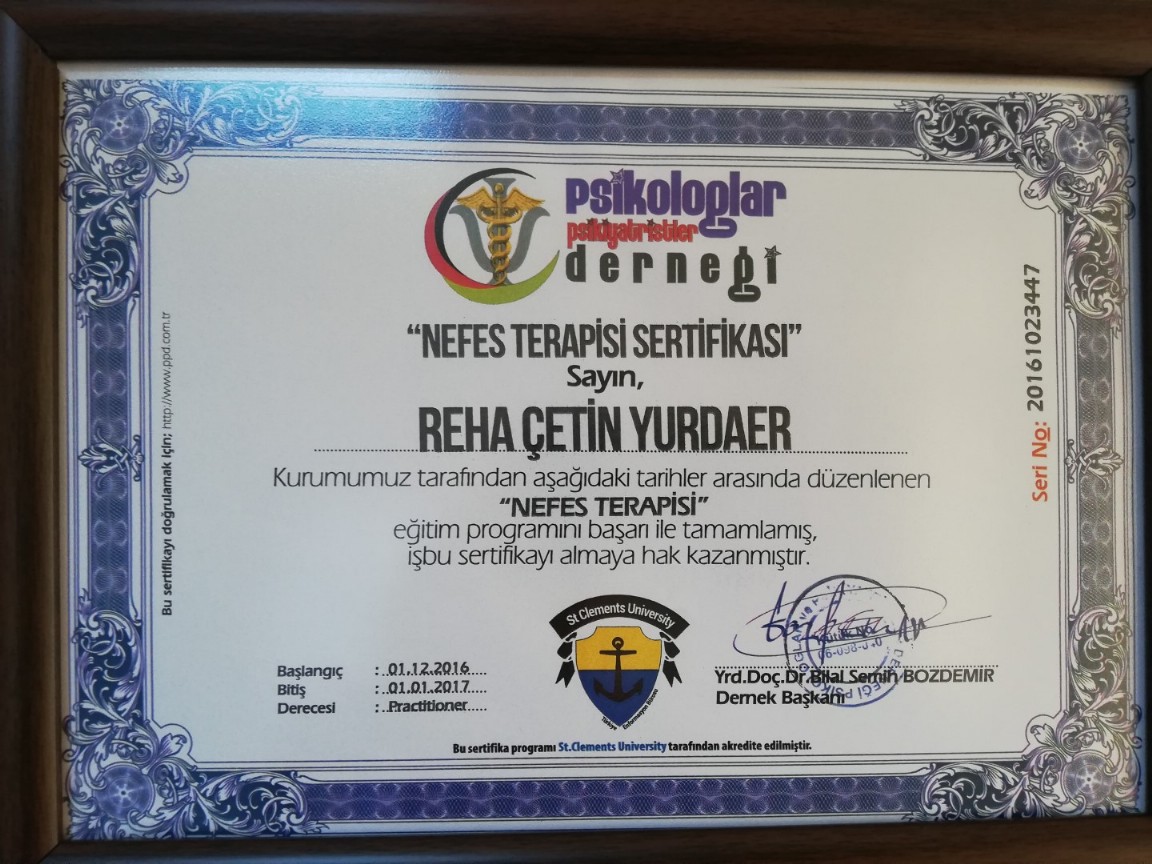 psikologlar
psikiyatristler
derneği
“NEFES TERAPİSİ SERTİFİKASI”
Sayın,
REHA ÇETİN YURDAER
Kurumumuz tarafından aşağıdaki tarihler arasında düzenlenen
“NEFES TERAPİSİ”
eğitim programını başarı ile tamamlamış,
işbu sertifikayı almaya hak kazanmıştır.
Bu sertifikayı doğrulamak için; http://www.ppd.com.tr
Seri No: 20161023447
Başlangıç : 01.12.2016
Bitiş : 01.01.2017
Derecesi : Practitioner
St Clements University
Türkiye Enformasyon Bürosu
Yrd.Doç.Dr.Bilal Semih BOZDEMİR
Dernek Başkanı
Bu sertifika programı St.Clements University tarafından akredite edilmiştir.